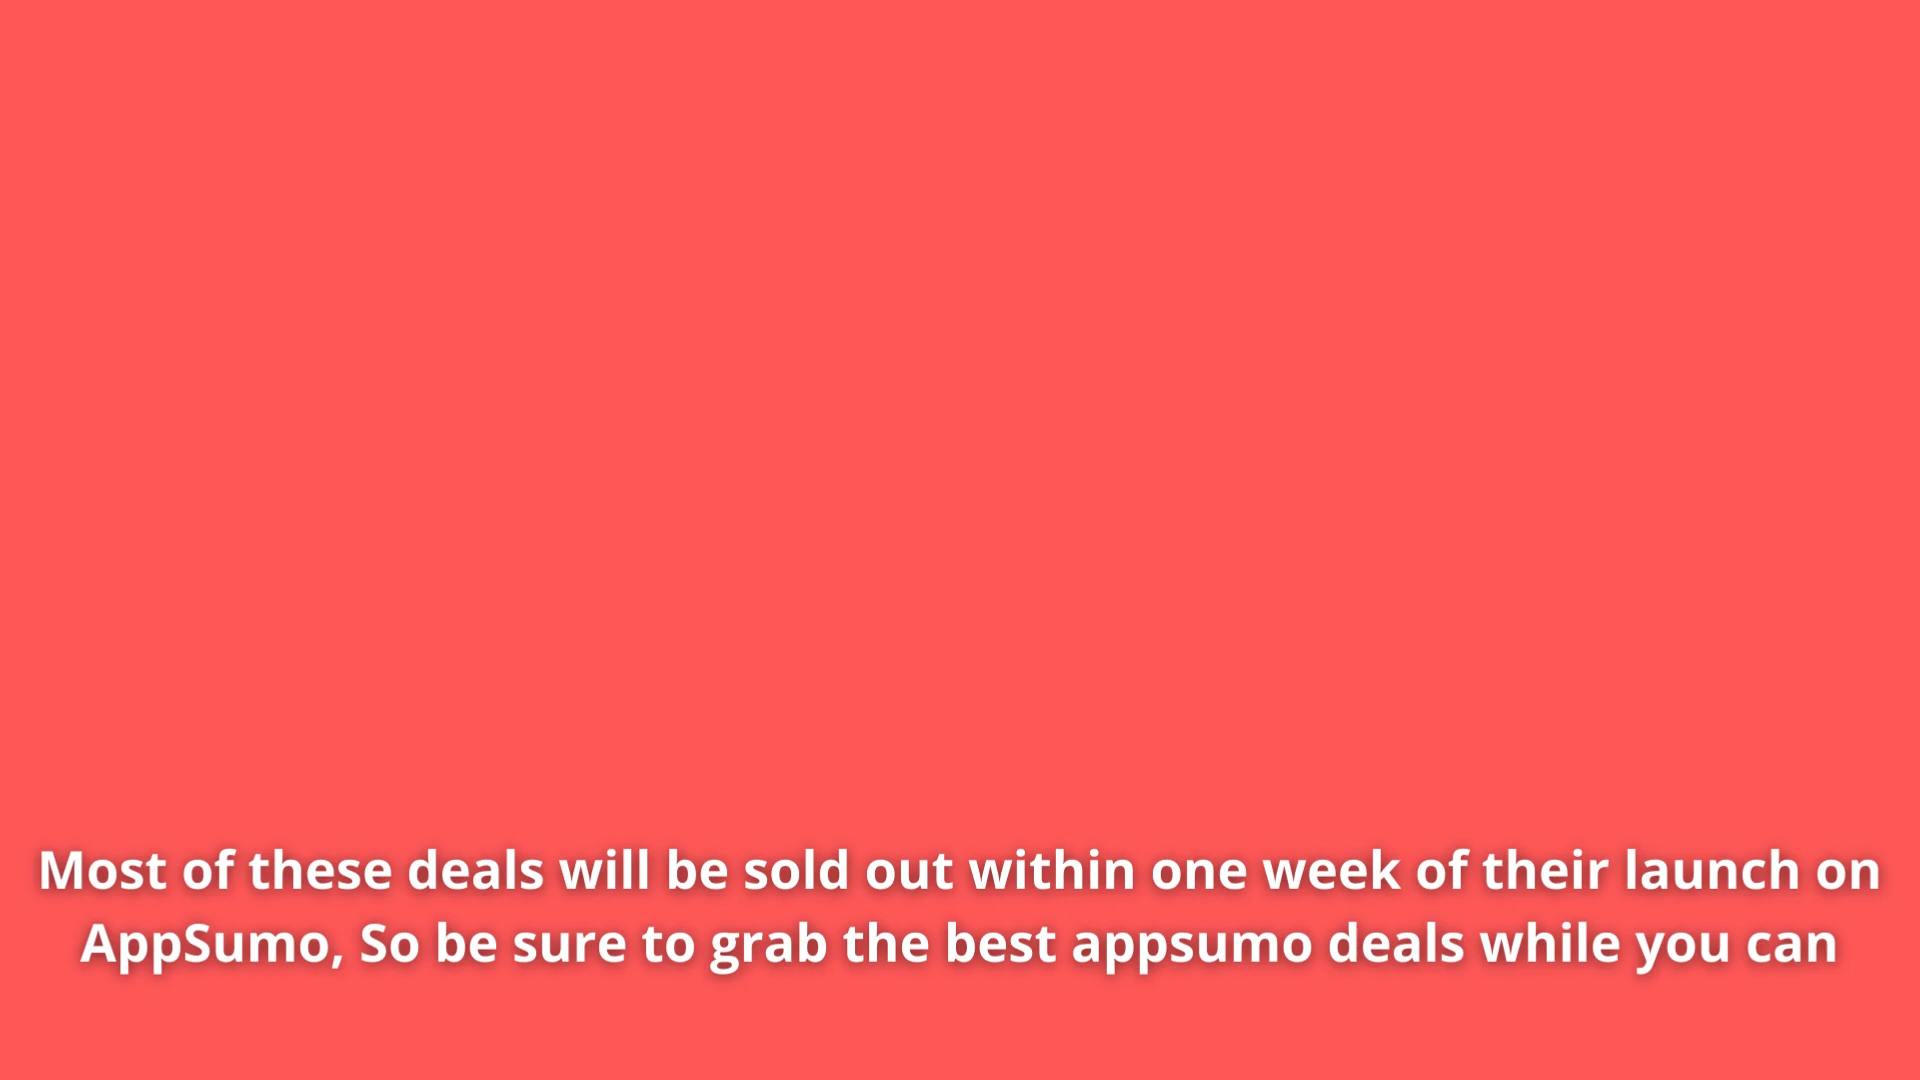 Most of these deals will be sold out within one week of their launch on
AppSumo, So be sure to grab the best appsumo deals while you can